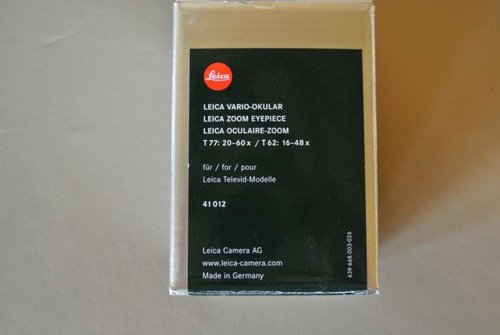 Leica
LEICA VARIO-OKULAR
LEICA ZOOM EYEPIECE
LEICA OCULAIRE-ZOOM
T 77: 20–60 x / T 62: 16–48 x
für / for / pour
Leica Televid-Modelle
41 012
Leica Camera AG
www.leica-camera.com
Made in Germany
439-668.003-026